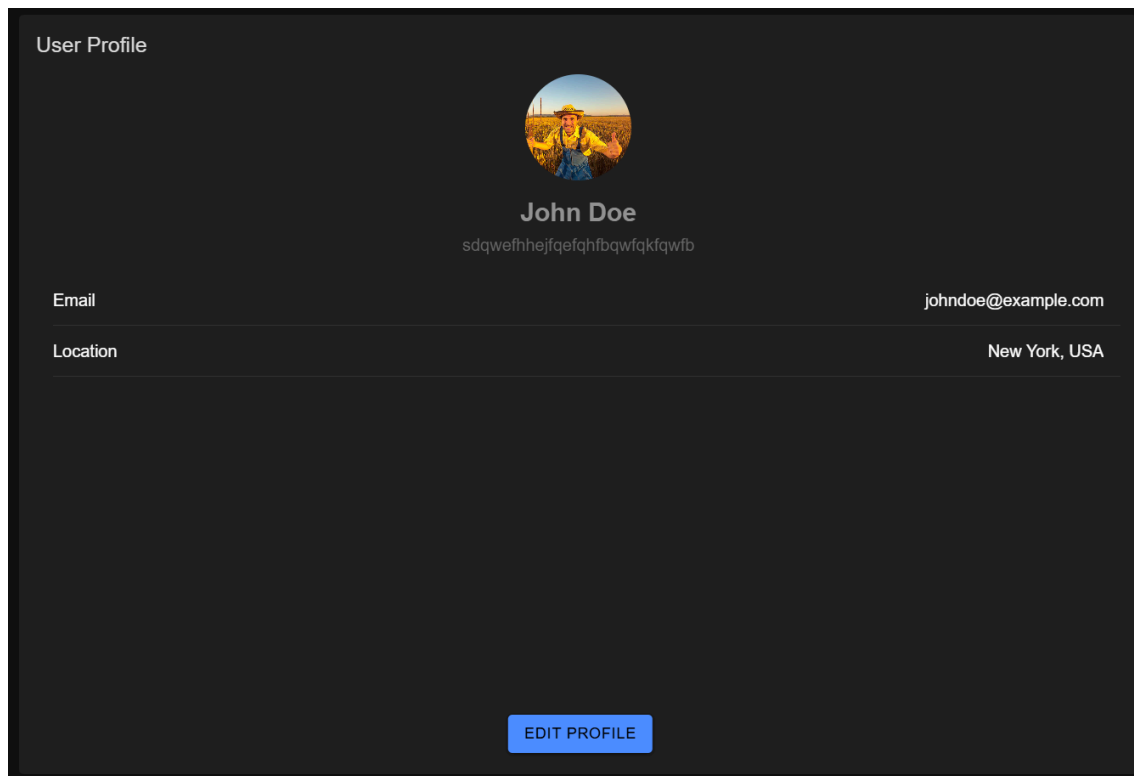 User Profile
John Doe
sdqwefhhejfqefqhfbqwfqkfqwfb
Email johndoe@example.com
Location New York, USA
EDIT PROFILE